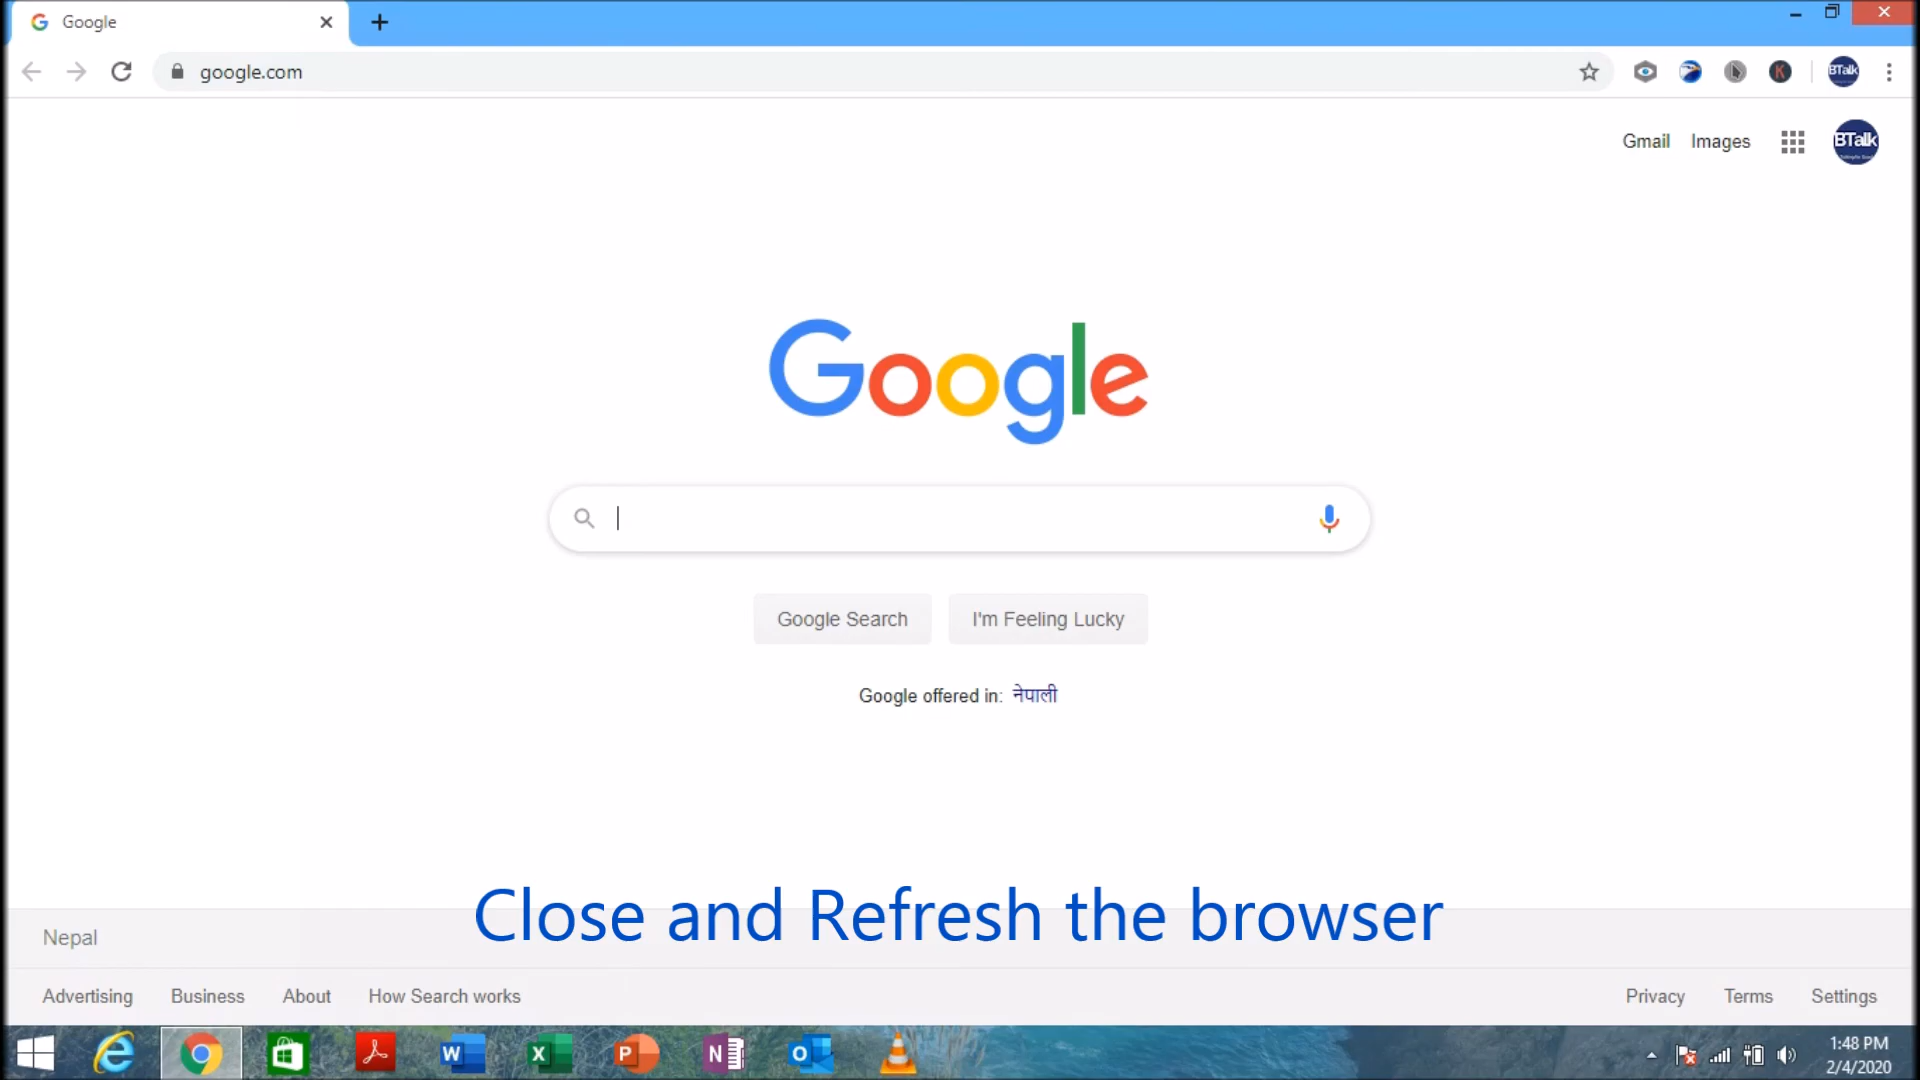 Google
google.com
BTalk
Gmail
Images
BTalk
Google
Google Search
I'm Feeling Lucky
Google offered in: नेपाली
Close and Refresh the browser
Nepal
Advertising
Business
About
How Search works
Privacy
Terms
Settings
1:48 PM
2/4/2020